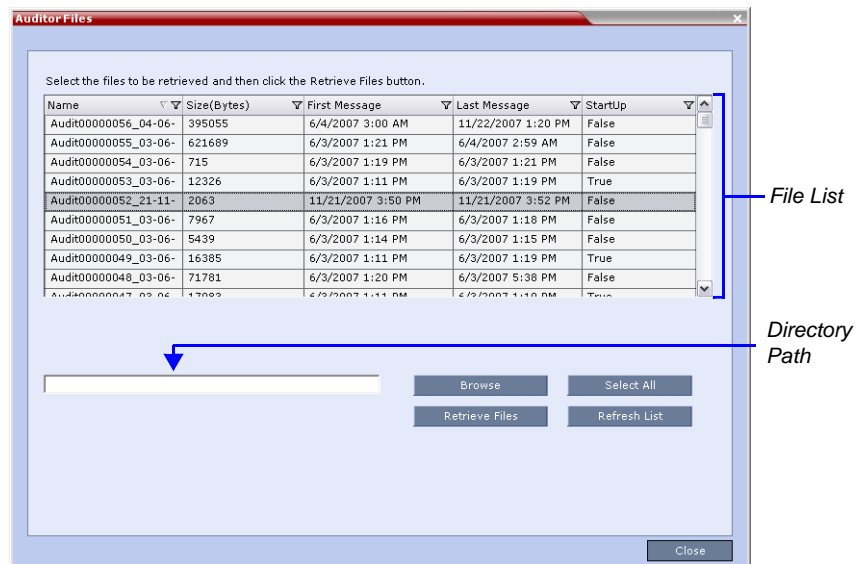 Auditor Files
Select the files to be retrieved and then click the Retrieve Files button.
Name Size(Bytes) First Message Last Message StartUp
Audit00000056_04-06- 395055 6/4/2007 3:00 AM 11/22/2007 1:20 PM False
Audit00000055_03-06- 621689 6/3/2007 1:21 PM 6/4/2007 2:59 AM False
Audit00000054_03-06- 715 6/3/2007 1:19 PM 6/3/2007 1:21 PM False
Audit00000053_03-06- 12326 6/3/2007 1:11 PM 6/3/2007 1:19 PM True
Audit00000052_21-11- 2063 11/21/2007 3:50 PM 11/21/2007 3:52 PM False
File List
Audit00000051_03-06- 7967 6/3/2007 1:16 PM 6/3/2007 1:18 PM False
Audit00000050_03-06- 5439 6/3/2007 1:14 PM 6/3/2007 1:15 PM False
Audit00000049_03-06- 16385 6/3/2007 1:11 PM 6/3/2007 1:19 PM True
Audit00000048_03-06- 71781 6/3/2007 1:20 PM 6/3/2007 5:38 PM False
Directory
Path
Browse Select All
Retrieve Files Refresh List
Close